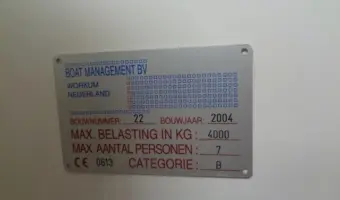 BOAT MANAGEMENT BV
WORKUM
NEDERLAND
BOUWNUMMER: 22 BOUWJAAR: 2004
MAX. BELASTING IN KG: 4000
MAX. AANTAL PERSONEN: 7
CE 0613 CATEGORIE: B